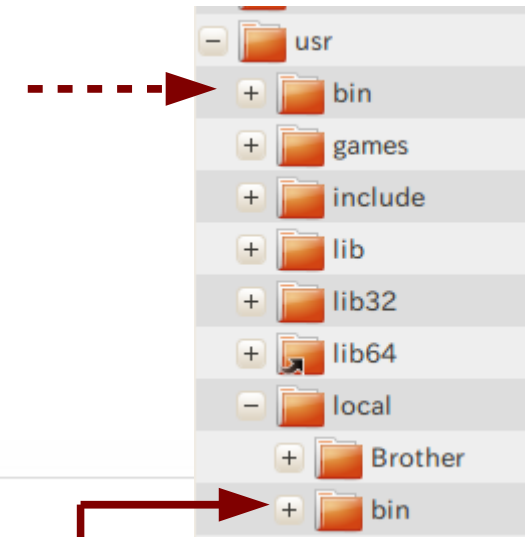 usr
bin
games
include
lib
lib32
lib64
local
Brother
bin